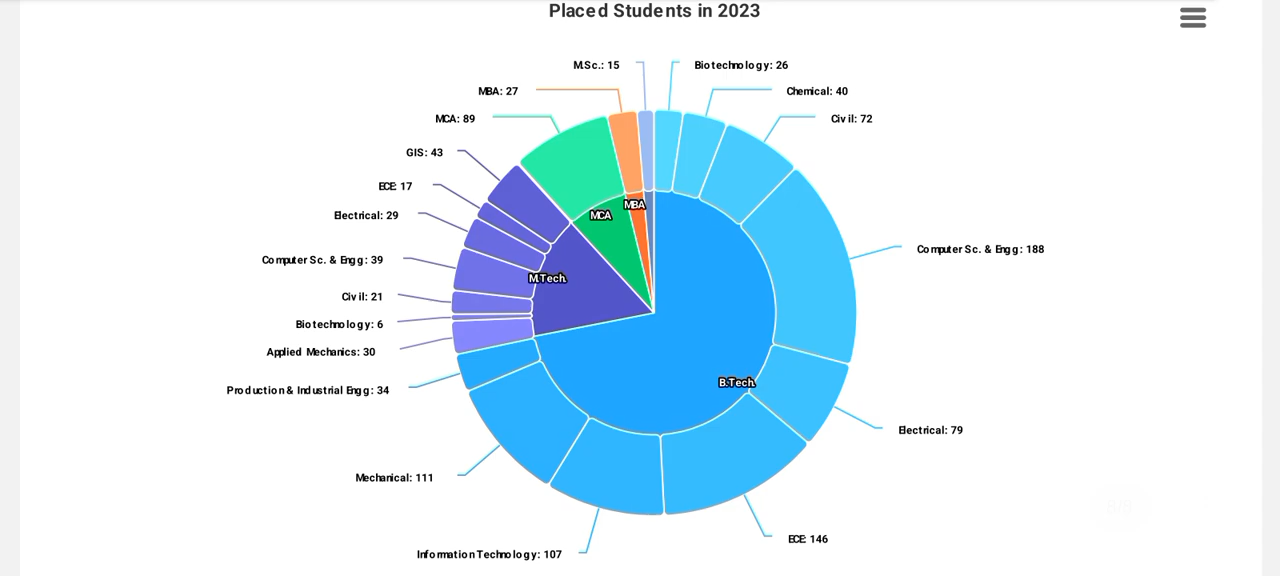 Placed Students in 2023
M.Sc.: 15
Biotechnology: 26
MBA: 27
Chemical: 40
MCA: 89
Civil: 72
GIS: 43
ECE: 17
MBA
Electrical: 29
MCA
Computer Sc. & Engg: 188
Computer Sc. & Engg: 39
M.Tech.
Civil: 21
Biotechnology: 6
Applied Mechanics: 30
B.Tech.
Production & Industrial Engg: 34
Electrical: 79
Mechanical: 111
ECE: 146
Information Technology: 107